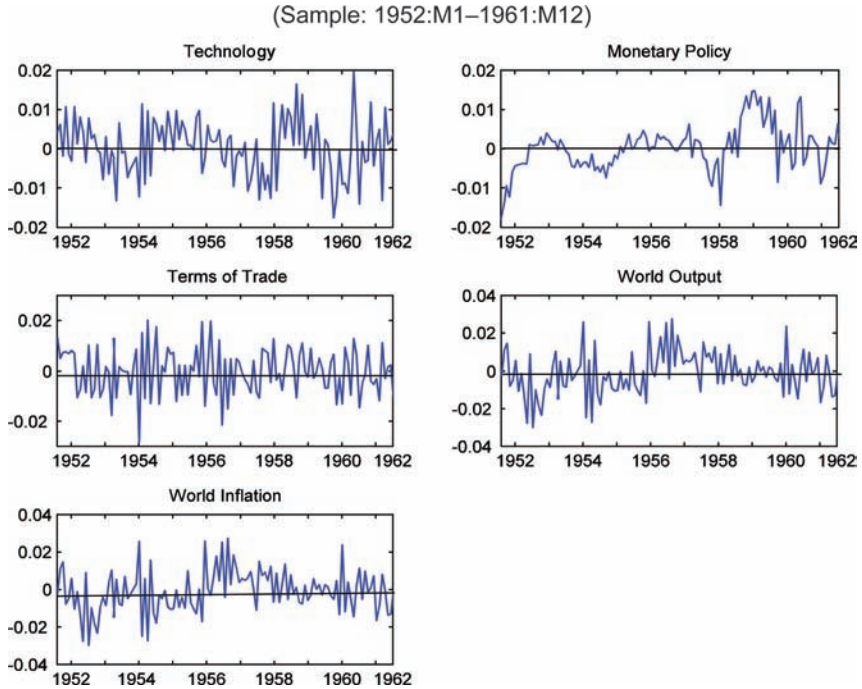 (Sample: 1952:M1–1961:M12)
Technology
0.02
0.01
0
-0.01
-0.02
1952 1954 1956 1958 1960 1962
Monetary Policy
0.02
0.01
0
-0.01
-0.02
1952 1954 1956 1958 1960 1962
Terms of Trade
0.02
0
-0.02
1952 1954 1956 1958 1960 1962
World Output
0.04
0.02
0
-0.02
-0.04
1952 1954 1956 1958 1960 1962
World Inflation
0.04
0.02
0
-0.02
-0.04
1952 1954 1956 1958 1960 1962